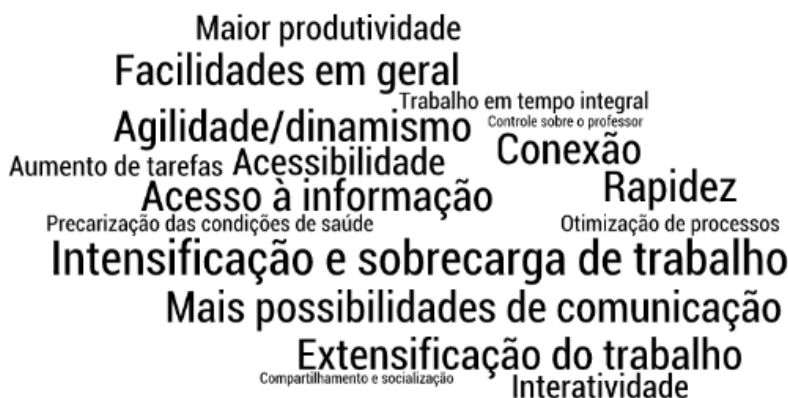 Maior produtividade
Facilidades em geral
Trabalho em tempo integral
Agilidade/dinamismo
Controle sobre o professor
Conexão
Aumento de tarefas
Acessibilidade
Rapidez
Acesso à informação
Precarização das condições de saúde
Otimização de processos
Intensificação e sobrecarga de trabalho
Mais possibilidades de comunicação
Extensificação do trabalho
Compartilhamento e socialização
Interatividade